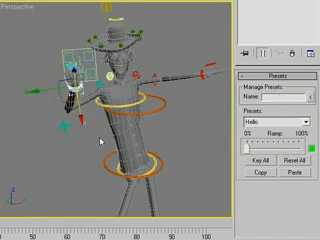 Perspective
Presets
Manage Presets
Name:
<
Presets:
Hello
0% Ramp: 100%
Key All Reset All
Copy Paste
50 60 70 80 90 100